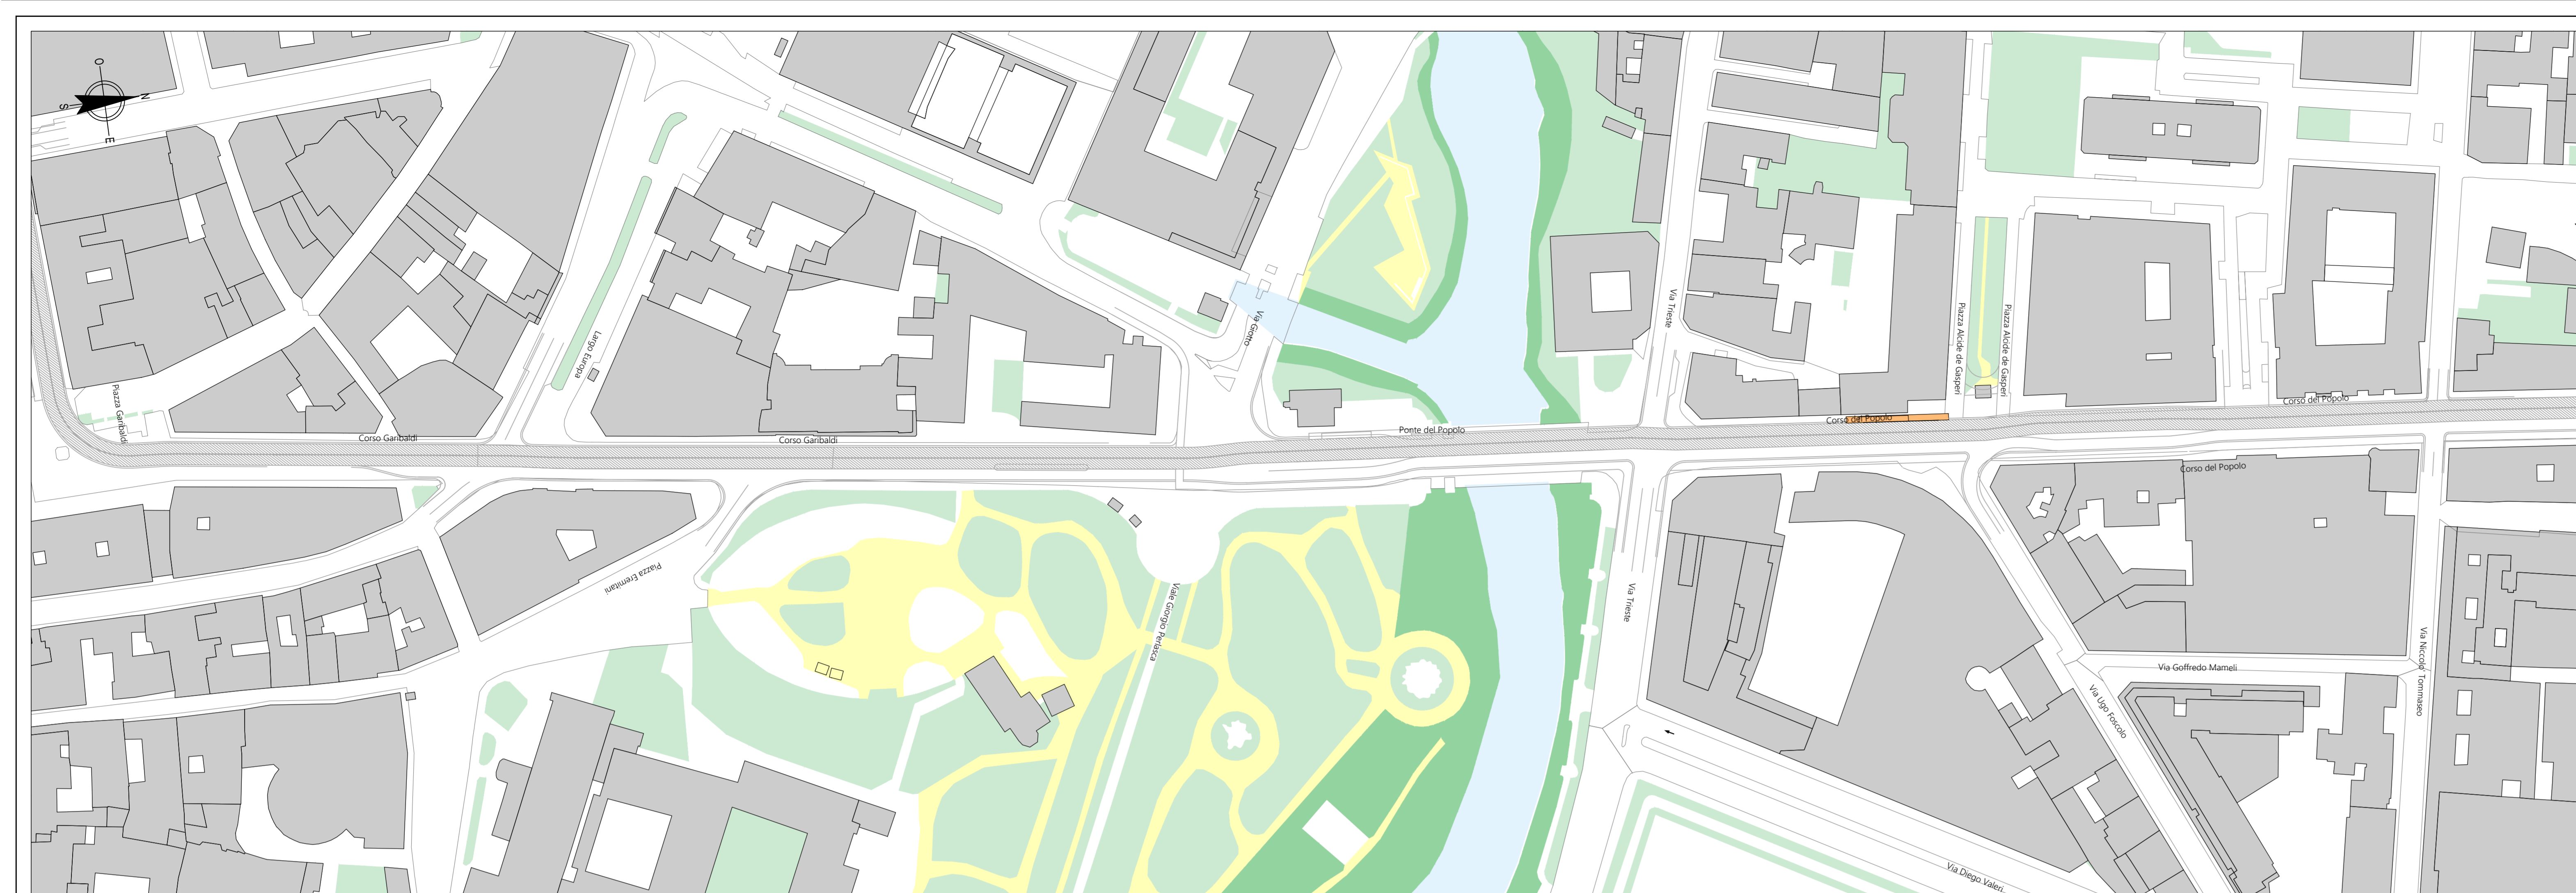 O
N
S
E
Via Giotto
Via Trieste
Piazza Alcide de Gasperi
Piazza Alcide de Gasperi
Largo Europa
Piazza Garibaldi
Corso Garibaldi
Corso Garibaldi
Ponte del Popolo
Corso del Popolo
Corso del Popolo
Corso del Popolo
Piazza Eremitani
Viale Giorgio Perlasca
Via Trieste
Via Niccolo' Tommaseo
Via Goffredo Mameli
Via Ugo Foscolo
Via Diego Valeri